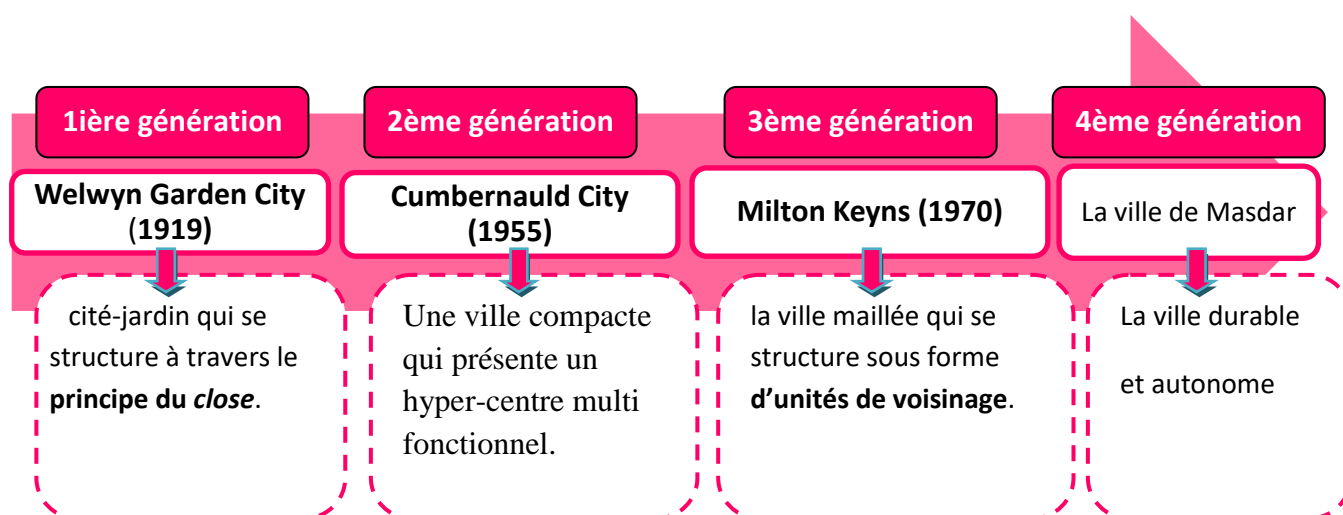 1ière génération
2ème génération
3ème génération
4ème génération
Welwyn Garden City
(1919)
Cumbernauld City
(1955)
Milton Keyns (1970)
La ville de Masdar
cité-jardin qui se
structure à travers le
principe du close.
Une ville compacte
qui présente un
hyper-centre multi
fonctionnel.
la ville maillée qui se
structure sous forme
d’unités de voisinage.
La ville durable
et autonome